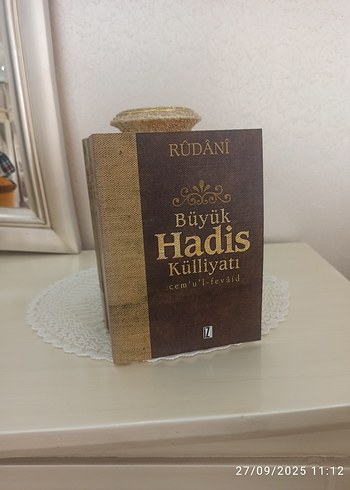 RÛDÂNÎ
Büyük
Hadis
Külliyatı
cem'u'l-fevâid
İZ
27/09/2025 11:12